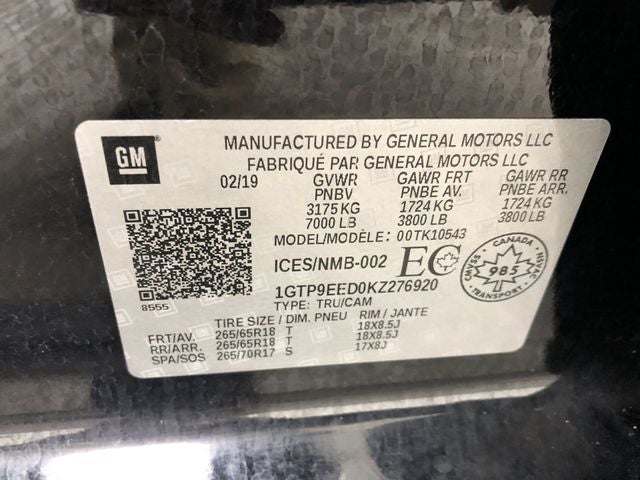 GM
MANUFACTURED BY GENERAL MOTORS LLC
FABRIQUÉ PAR GENERAL MOTORS LLC
02/19 GVWR GAWR FRT GAWR RR
PNBV PNBE AV. PNBE ARR.
3175 KG 1724 KG 1724 KG
7000 LB 3800 LB 3800 LB
MODEL/MODÈLE: 00TK10543
ICES/NMB-002 EC
CANADA
CMVSS 985 NSVAC
TRANSPORT
8555
1GTP9EED0KZ276920
TYPE: TRU/CAM
TIRE SIZE / DIM. PNEU RIM / JANTE
FRT/AV. 265/65R18 T 18X8.5J
RR/ARR. 265/65R18 T 18X8.5J
SPA/SOS 265/70R17 S 17X8J